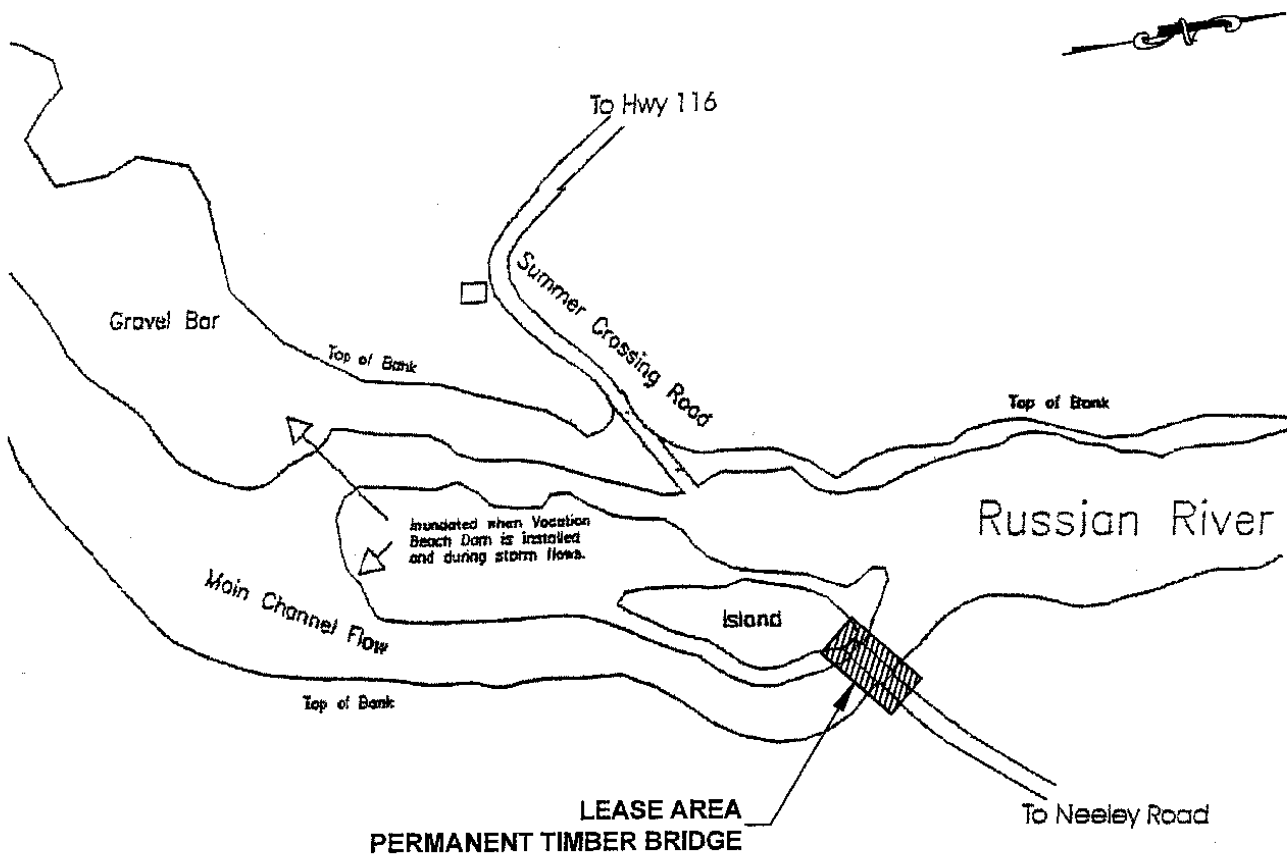 To Hwy 116
Summer Crossing Road
Gravel Bar
Top of Bank
Top of Bank
Russian River
Inundated when Vacation
Beach Dam is installed
and during storm flows.
Main Channel Flow
Island
Top of Bank
LEASE AREA
PERMANENT TIMBER BRIDGE
To Neeley Road